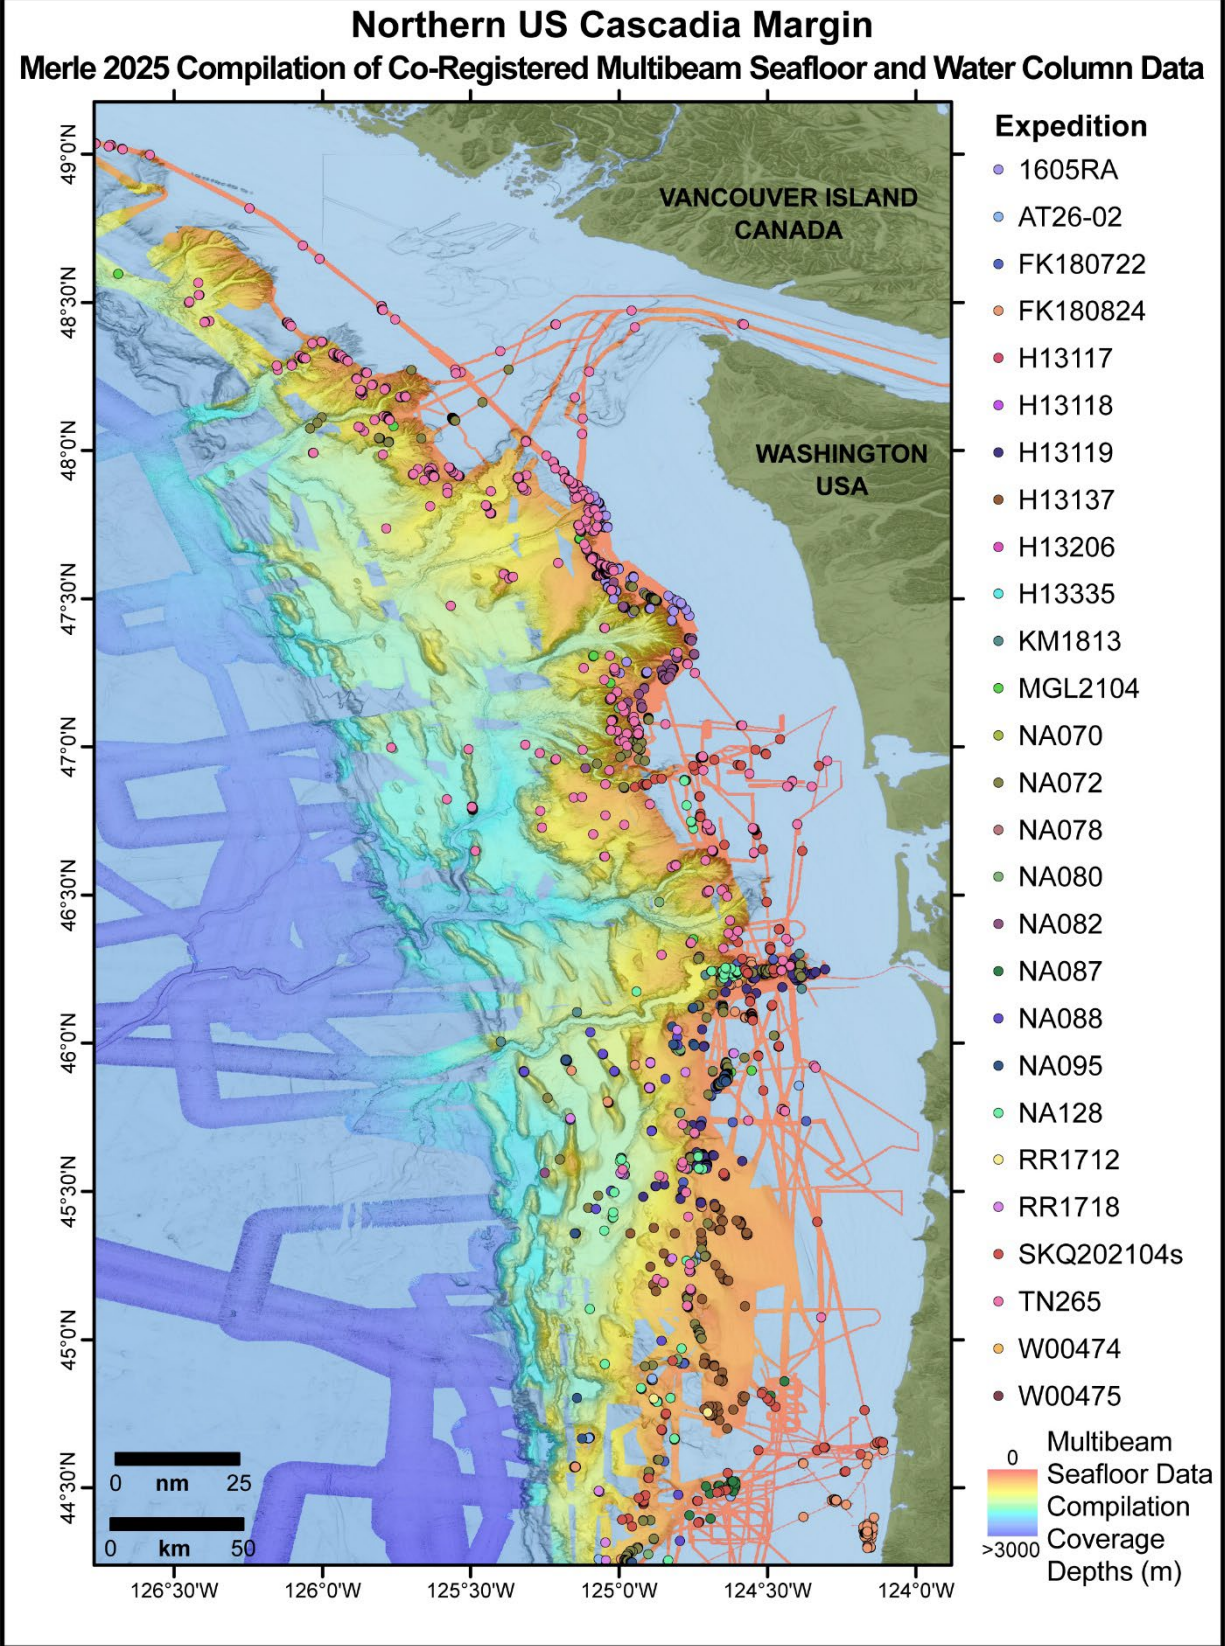 Northern US Cascadia Margin
Merle 2025 Compilation of Co-Registered Multibeam Seafloor and Water Column Data
49°0'N
48°30'N
48°0'N
47°30'N
47°0'N
46°30'N
46°0'N
45°30'N
45°0'N
44°30'N
VANCOUVER ISLAND
CANADA
WASHINGTON
USA
0 nm 25
0 km 50
126°30'W 126°0'W 125°30'W 125°0'W 124°30'W 124°0'W
Expedition
1605RA
AT26-02
FK180722
FK180824
H13117
H13118
H13119
H13137
H13206
H13335
KM1813
MGL2104
NA070
NA072
NA078
NA080
NA082
NA087
NA088
NA095
NA128
RR1712
RR1718
SKQ202104s
TN265
W00474
W00475
0
>3000
Multibeam
Seafloor Data
Compilation
Coverage
Depths (m)